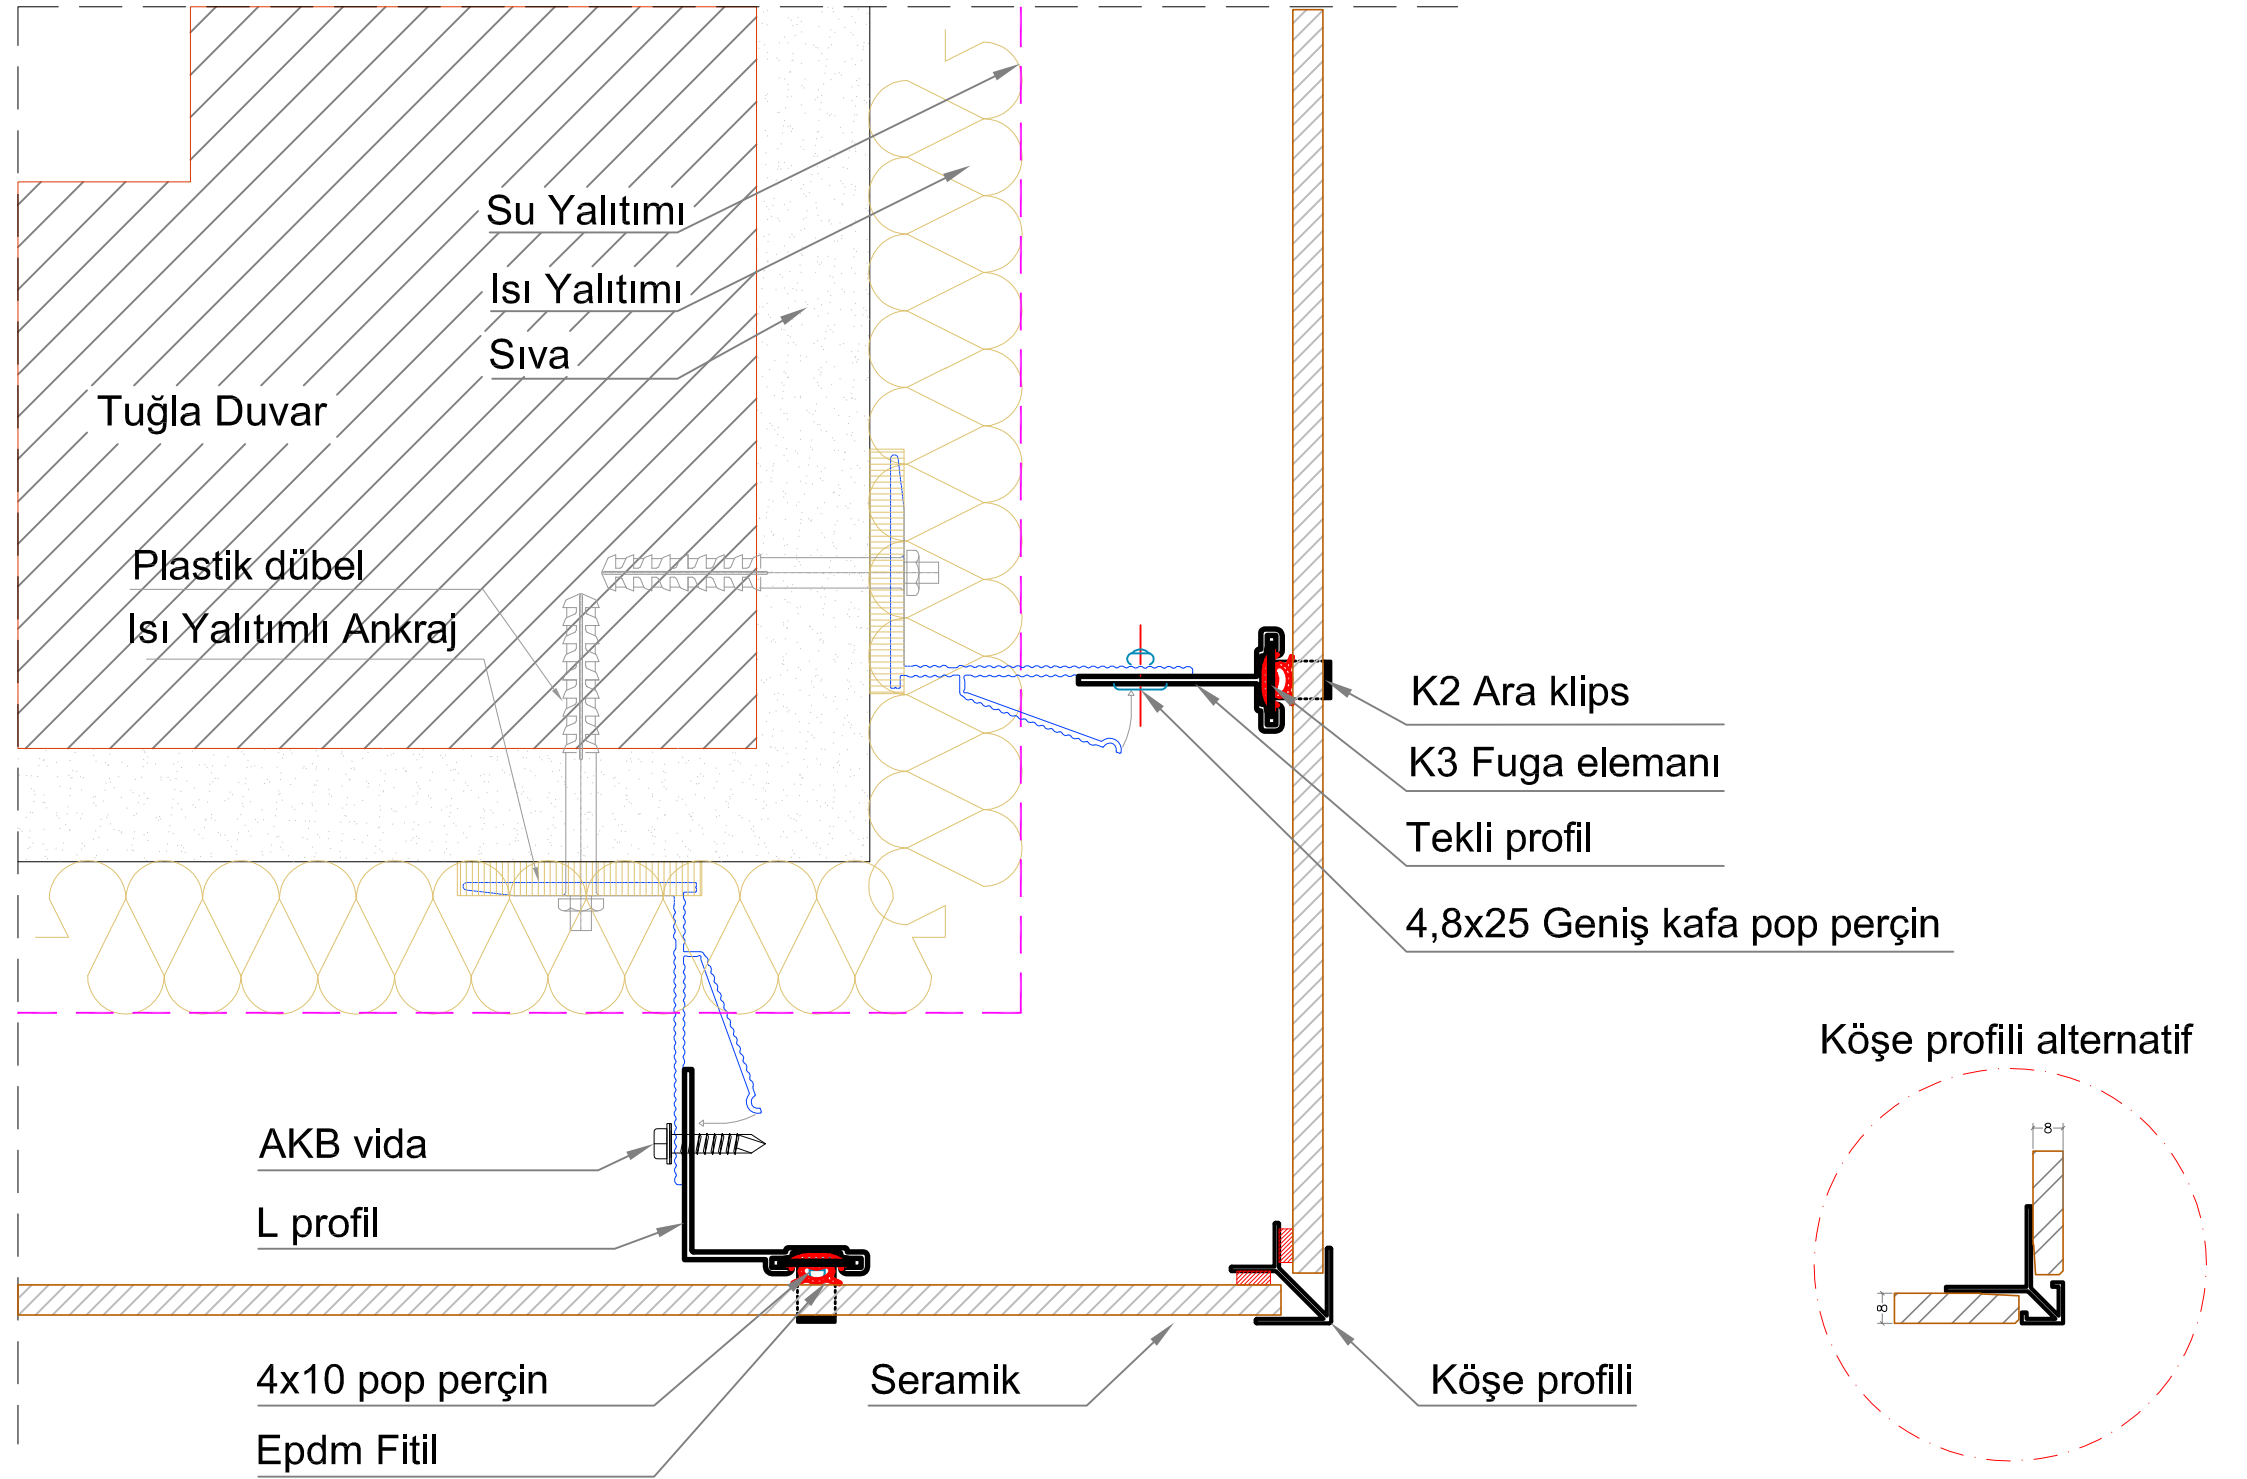 Su Yalıtımı
Isı Yalıtımı
Sıva
Tuğla Duvar
Plastik dübel
Isı Yalıtımlı Ankraj
K2 Ara klips
K3 Fuga elemanı
Tekli profil
4,8x25 Geniş kafa pop perçin
Köşe profili alternatif
8
8
AKB vida
L profil
4x10 pop perçin
Epdm Fitil
Seramik
Köşe profili